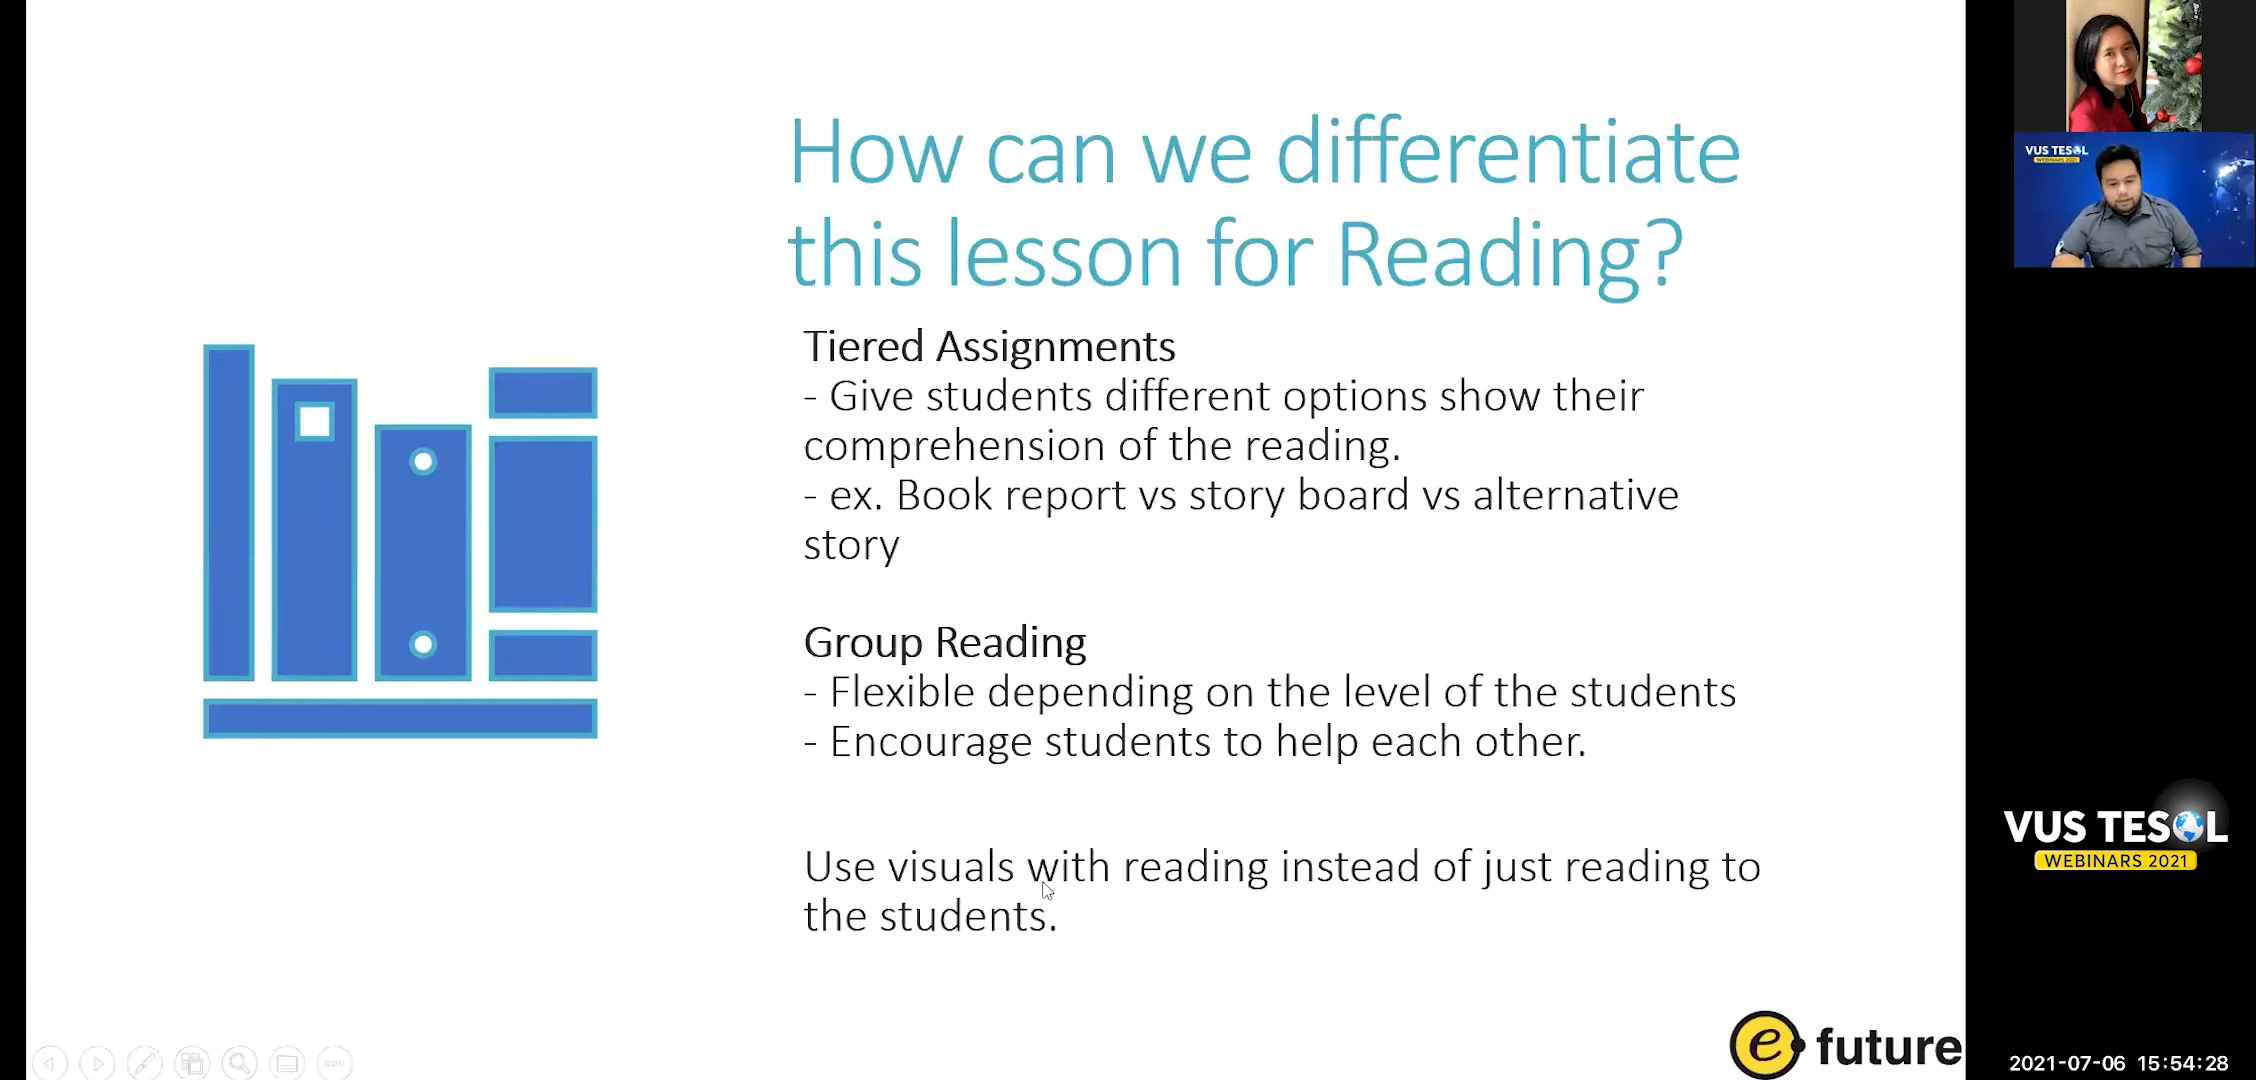 How can we differentiate
this lesson for Reading?
Tiered Assignments
- Give students different options show their
comprehension of the reading.
- ex. Book report vs story board vs alternative
story
Group Reading
- Flexible depending on the level of the students
- Encourage students to help each other.
Use visuals with reading instead of just reading to
the students.
e future
VUS TESOL
WEBINARS 2021
VUS TESOL
WEBINARS 2021
2021-07-06 15:54:28